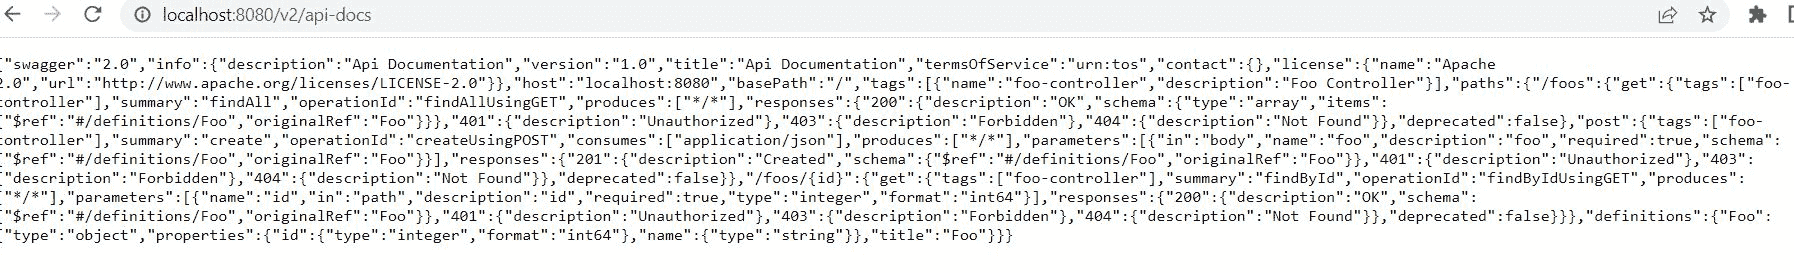 localhost:8080/v2/api-docs
{"swagger":"2.0","info":{"description":"Api Documentation","version":"1.0","title":"Api Documentation","termsOfService":"urn:tos","contact":{},"license":{"name":"Apache
2.0","url":"http://www.apache.org/licenses/LICENSE-2.0"}},"host":"localhost:8080","basePath":"/","tags":[{"name":"foo-controller","description":"Foo Controller"}],"paths":{"/foos":{"get":{"tags":["foo-
controller"],"summary":"findAll","operationId":"findAllUsingGET","produces":["*/*"],"responses":{"200":{"description":"OK","schema":{"type":"array","items":
{"$ref":"#/definitions/Foo","originalRef":"Foo"}}},"401":{"description":"Unauthorized"},"403":{"description":"Forbidden"},"404":{"description":"Not Found"}},"deprecated":false},"post":{"tags":["foo-
controller"],"summary":"create","operationId":"createUsingPOST","consumes":["application/json"],"produces":["*/*"],"parameters":[{"in":"body","name":"foo","description":"foo","required":true,"schema":
{"$ref":"#/definitions/Foo","originalRef":"Foo"}}],"responses":{"201":{"description":"Created","schema":{"$ref":"#/definitions/Foo","originalRef":"Foo"}},"401":{"description":"Unauthorized"},"403":
{"description":"Forbidden"},"404":{"description":"Not Found"}},"deprecated":false}},"/foos/{id}":{"get":{"tags":["foo-controller"],"summary":"findById","operationId":"findByIdUsingGET","produces":
["*/*"],"parameters":[{"name":"id","in":"path","description":"id","required":true,"type":"integer","format":"int64"}],"responses":{"200":{"description":"OK","schema":
{"$ref":"#/definitions/Foo","originalRef":"Foo"}},"401":{"description":"Unauthorized"},"403":{"description":"Forbidden"},"404":{"description":"Not Found"}},"deprecated":false}}},"definitions":{"Foo":
{"type":"object","properties":{"id":{"type":"integer","format":"int64"},"name":{"type":"string"}},"title":"Foo"}}}